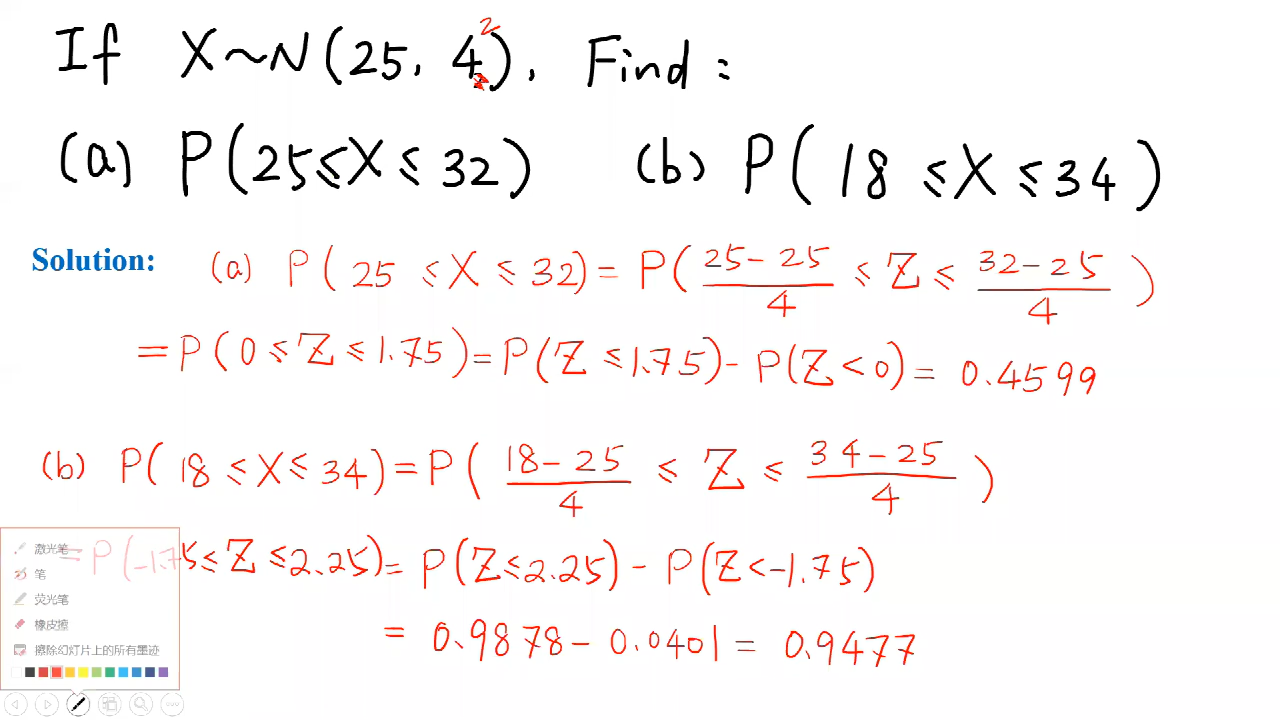 If X~N(25, 4²), Find:
(a) P(25≤X≤32) (b) P(18≤X≤34)
Solution: (a) P(25≤X≤32)=P((25-25)/4≤Z≤(32-25)/4)
=P(0≤Z≤1.75)=P(Z≤1.75)-P(Z<0)=0.4599
(b) P(18≤X≤34)=P((18-25)/4≤Z≤(34-25)/4)
=P(-1.75≤Z≤2.25)=P(Z≤2.25)-P(Z<-1.75)
=0.9878-0.0401=0.9477
激光笔
笔
荧光笔
橡皮擦
擦除幻灯片上的所有墨迹